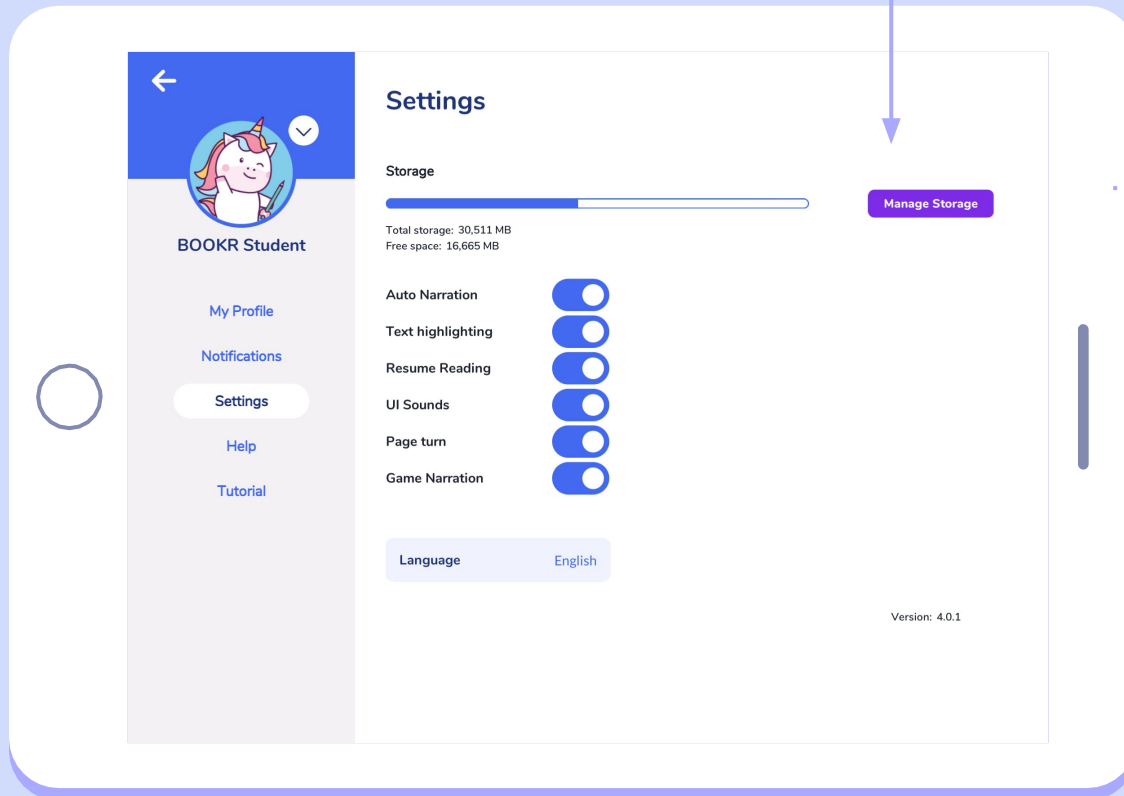 BOOKR Student
My Profile
Notifications
Settings
Help
Tutorial
Settings
Storage
Manage Storage
Total storage: 30,511 MB
Free space: 16,665 MB
Auto Narration
Text highlighting
Resume Reading
UI Sounds
Page turn
Game Narration
Language English
Version: 4.0.1